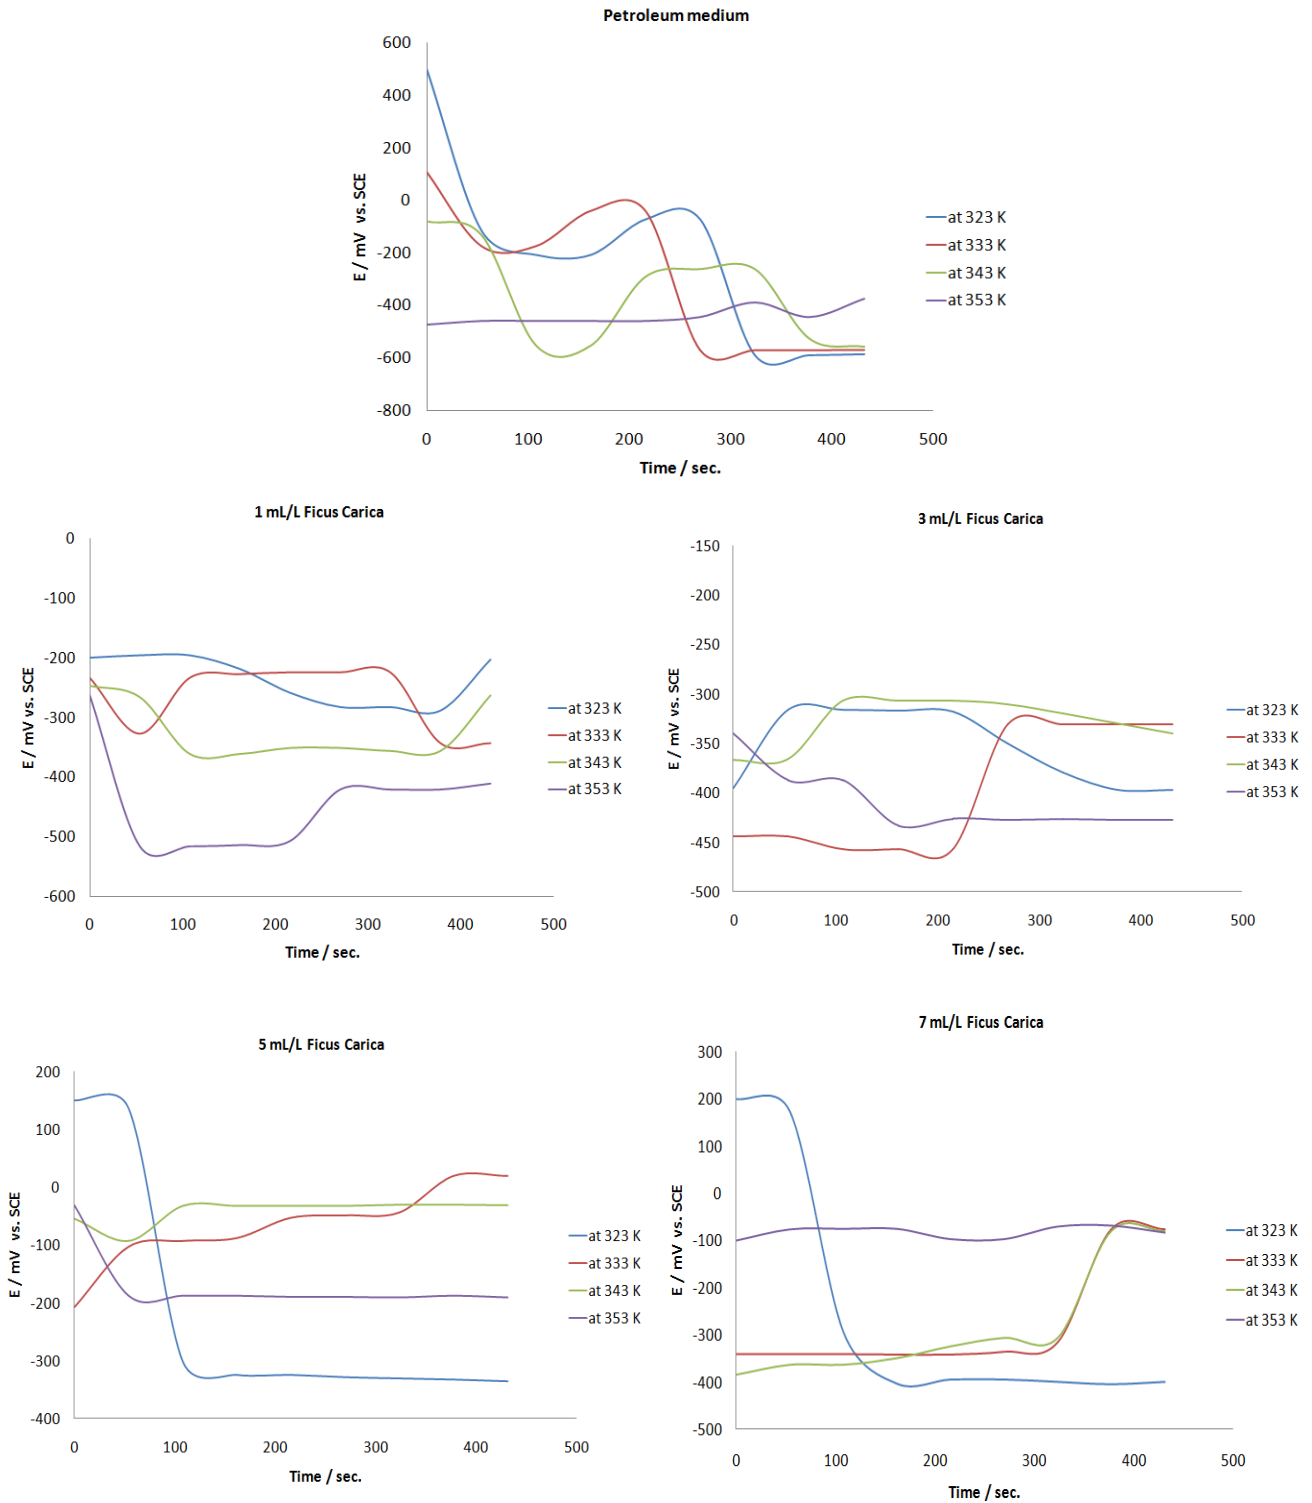 Petroleum medium
600
400
200
0
-200
-400
-600
-800
E / mV vs. SCE
0 100 200 300 400 500
Time / sec.
at 323 K
at 333 K
at 343 K
at 353 K
1 mL/L Ficus Carica
0
-100
-200
-300
-400
-500
-600
E / mV vs. SCE
0 100 200 300 400 500
Time / sec.
at 323 K
at 333 K
at 343 K
at 353 K
3 mL/L Ficus Carica
-150
-200
-250
-300
-350
-400
-450
-500
E / mV vs. SCE
0 100 200 300 400 500
Time / sec.
at 323 K
at 333 K
at 343 K
at 353 K
5 mL/L Ficus Carica
200
100
0
-100
-200
-300
-400
E / mV vs. SCE
0 100 200 300 400 500
Time / sec.
at 323 K
at 333 K
at 343 K
at 353 K
7 mL/L Ficus Carica
300
200
100
0
-100
-200
-300
-400
-500
E / mV vs. SCE
0 100 200 300 400 500
Time / sec.
at 323 K
at 333 K
at 343 K
at 353 K